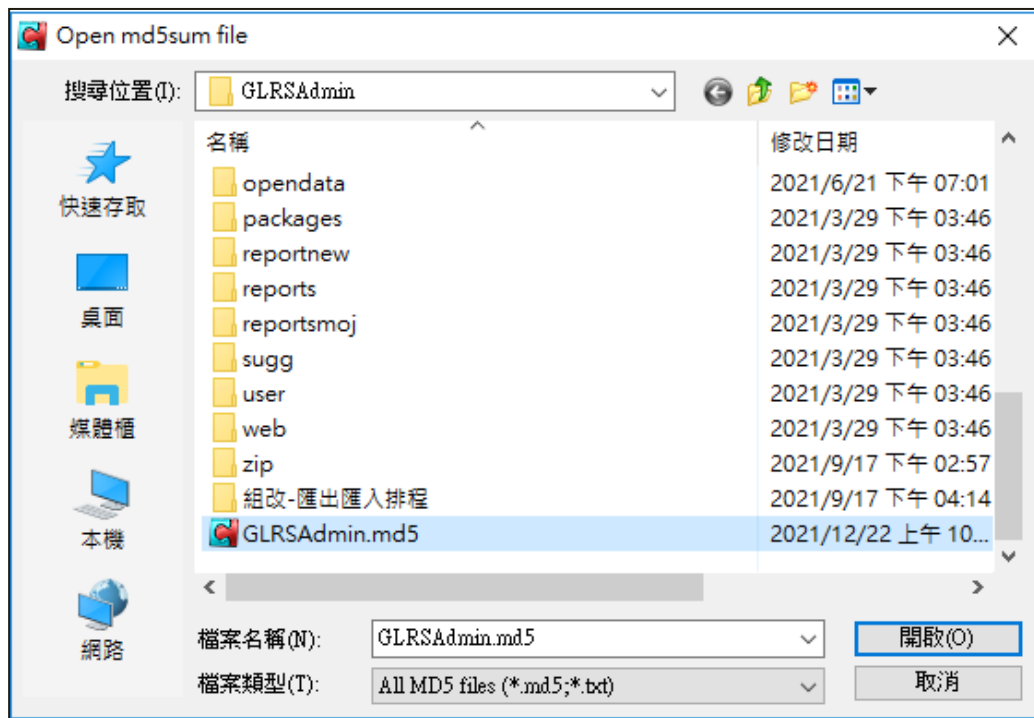 Open md5sum file
搜尋位置(I): GLRSAdmin
名稱 修改日期
opendata 2021/6/21 下午 07:01
packages 2021/3/29 下午 03:46
reportnew 2021/3/29 下午 03:46
reports 2021/3/29 下午 03:46
reportsmoj 2021/3/29 下午 03:46
sugg 2021/3/29 下午 03:46
user 2021/3/29 下午 03:46
web 2021/3/29 下午 03:46
zip 2021/9/17 下午 02:57
組改-匯出匯入排程 2021/9/17 下午 04:14
GLRSAdmin.md5 2021/12/22 上午 10...
快速存取
桌面
媒體櫃
本機
網路
檔案名稱(N): GLRSAdmin.md5 開啟(O)
檔案類型(T): All MD5 files (*.md5;*.txt) 取消